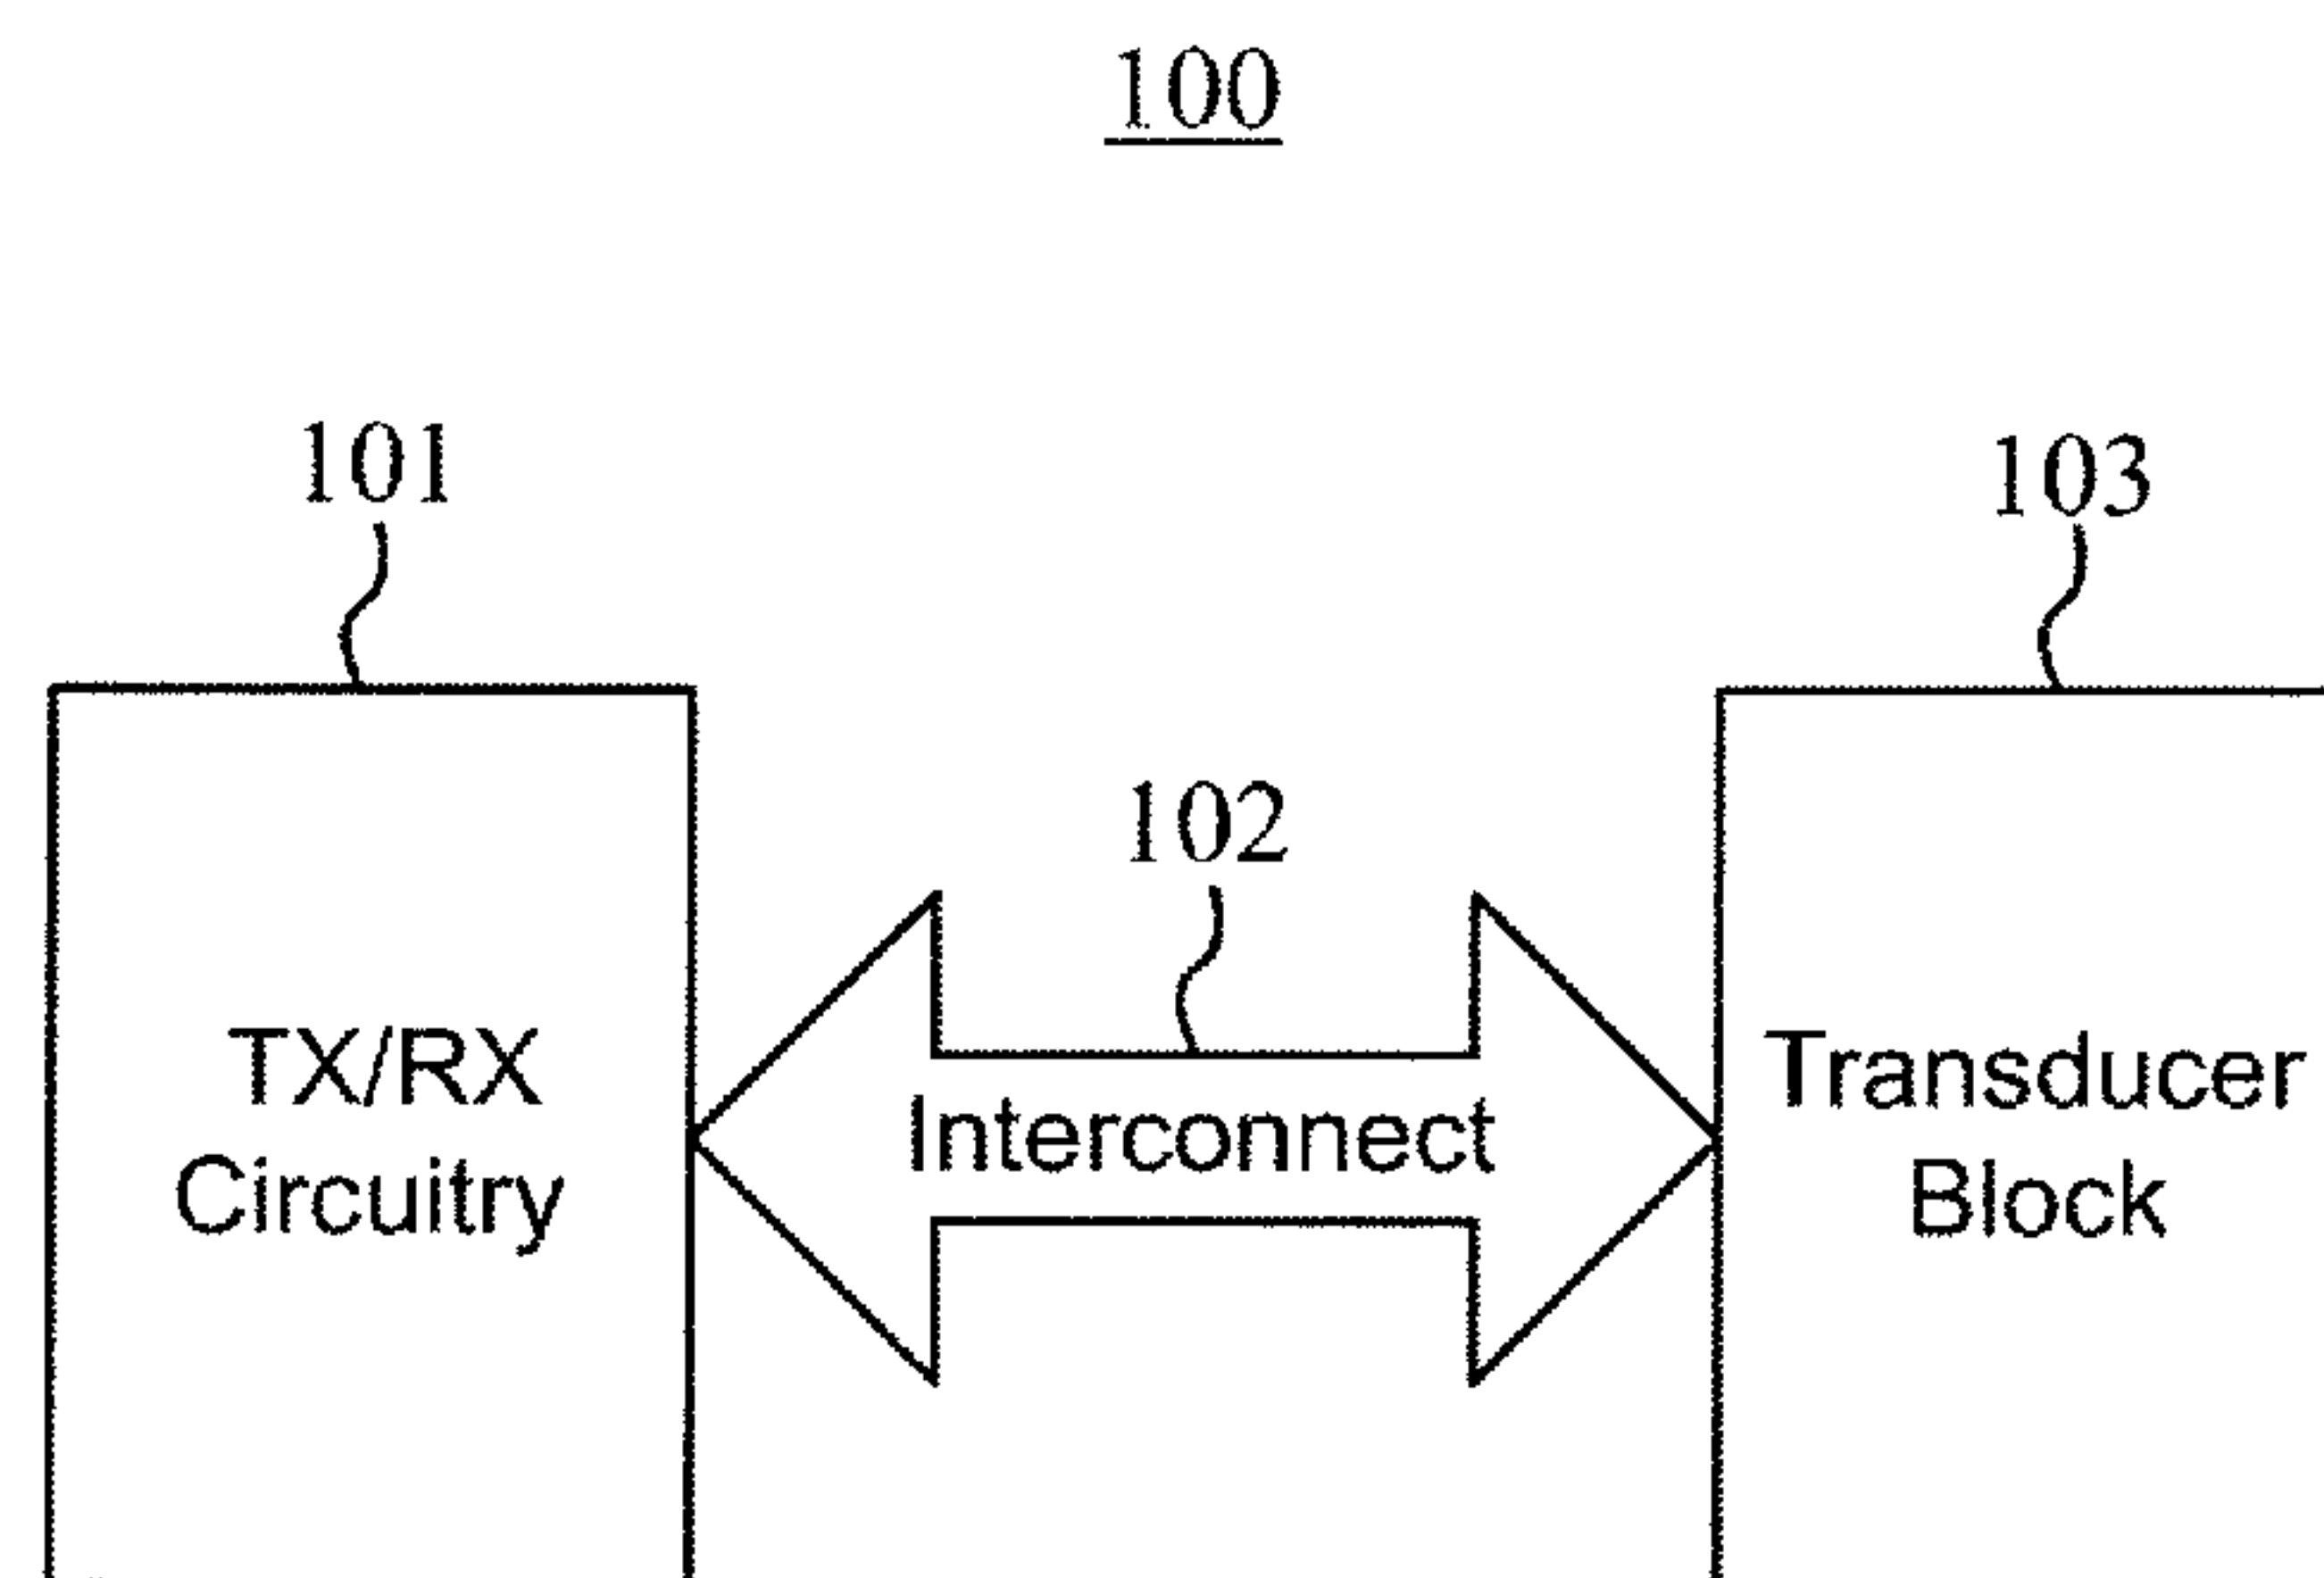 100
101
103
102
TX/RX
Circuitry
Interconnect
Transducer
Block